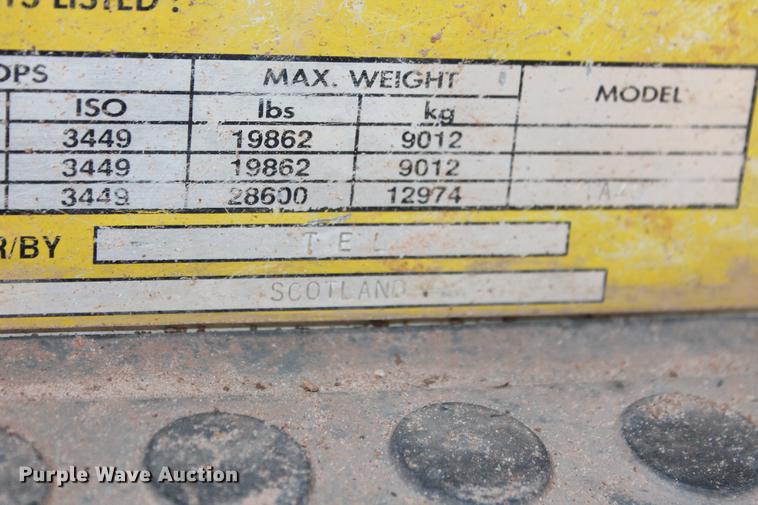 LISTED .
OPS MAX. WEIGHT MODEL
ISO lbs kg
3449 19862 9012
3449 19862 9012
3449 28600 12974
R/BY T E L
SCOTLAND
Purple Wave Auction